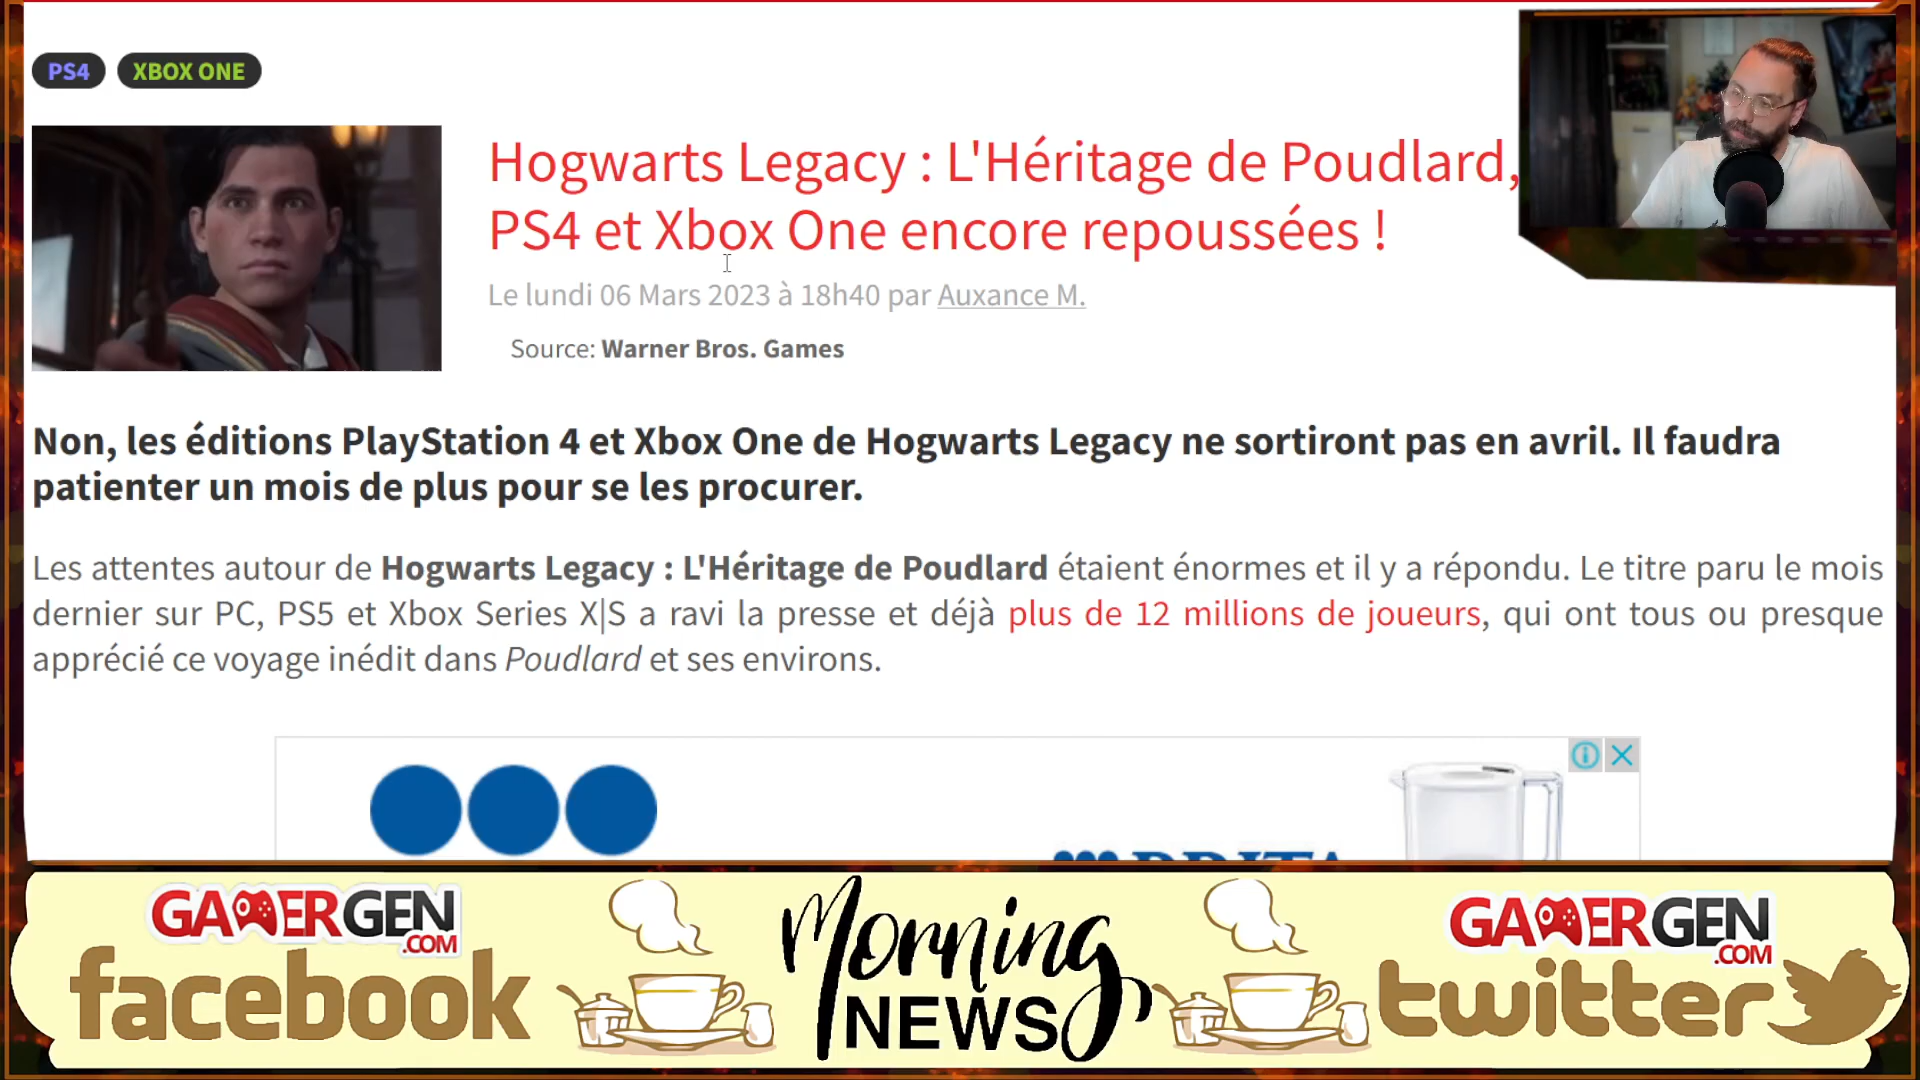 PS4 XBOX ONE
Hogwarts Legacy : L'Héritage de Poudlard,
PS4 et Xbox One encore repoussées !
Le lundi 06 Mars 2023 à 18h40 par Auxance M.
Source: Warner Bros. Games
Non, les éditions PlayStation 4 et Xbox One de Hogwarts Legacy ne sortiront pas en avril. Il faudra
patienter un mois de plus pour se les procurer.
Les attentes autour de Hogwarts Legacy : L'Héritage de Poudlard étaient énormes et il y a répondu. Le titre paru le mois
dernier sur PC, PS5 et Xbox Series X|S a ravi la presse et déjà plus de 12 millions de joueurs, qui ont tous ou presque
apprécié ce voyage inédit dans Poudlard et ses environs.
BRITA
GAMERGEN
.COM
facebook
Morning
NEWS
GAMERGEN
.COM
twitter